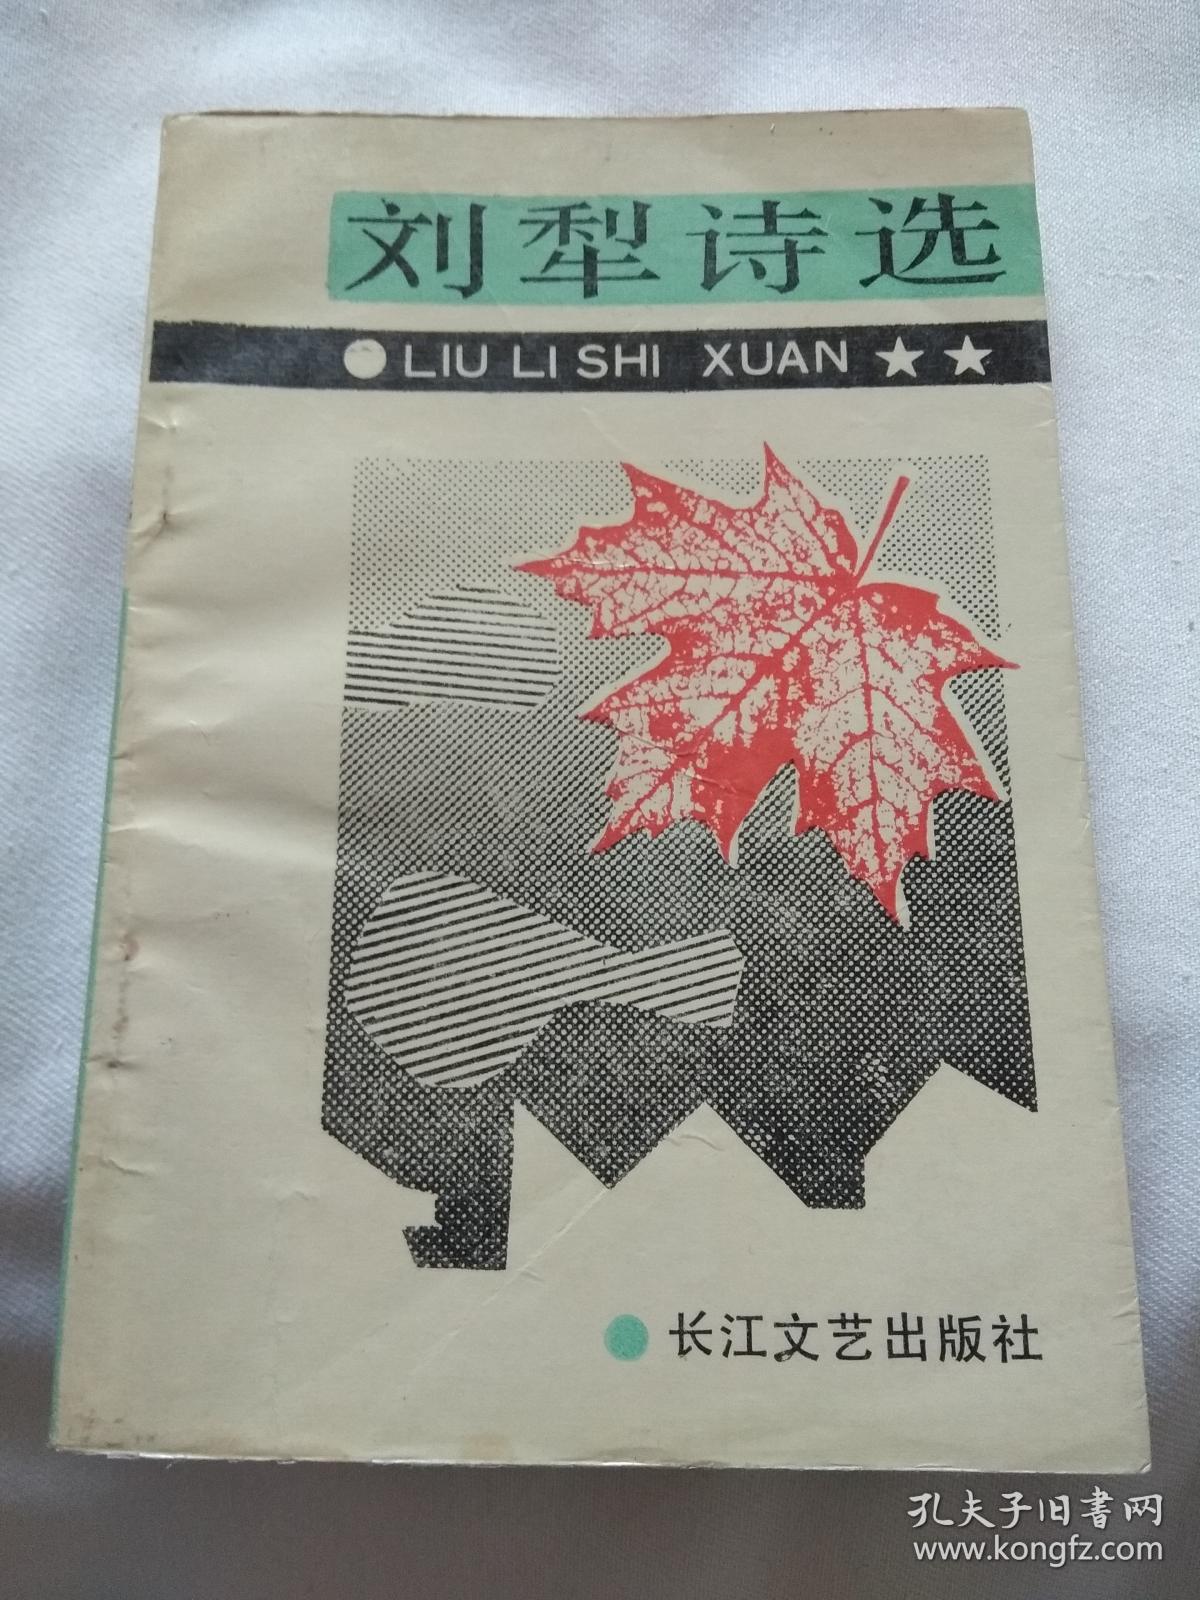 刘犁诗选
LIU LI SHI XUAN
长江文艺出版社
孔夫子旧书网
www.kongfz.com